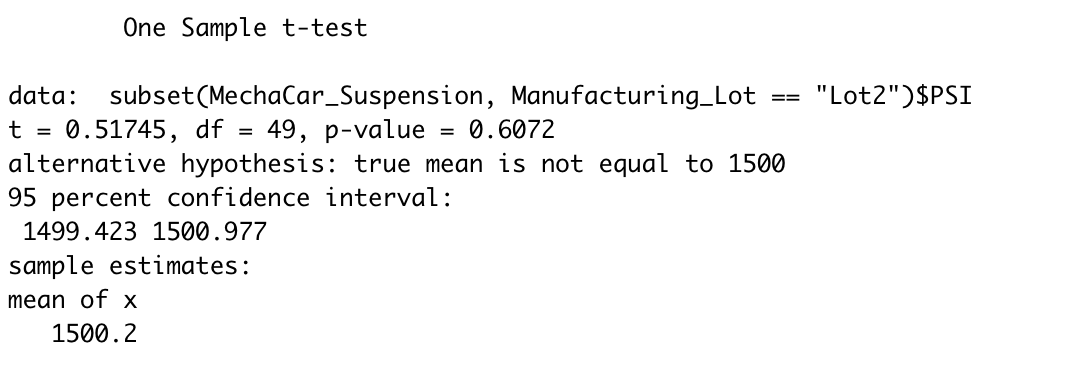 One Sample t-test
data:  subset(MechaCar_Suspension, Manufacturing_Lot == "Lot2")$PSI
t = 0.51745, df = 49, p-value = 0.6072
alternative hypothesis: true mean is not equal to 1500
95 percent confidence interval:
1499.423 1500.977
sample estimates:
mean of x
1500.2